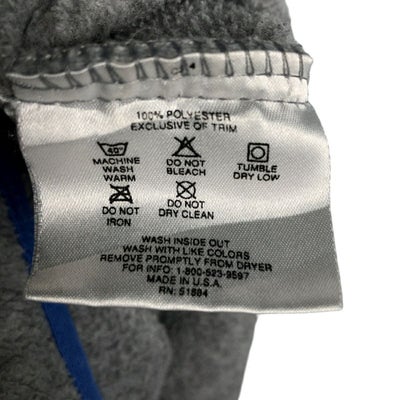 100% POLYESTER
EXCLUSIVE OF TRIM
40°
MACHINE WASH WARM
DO NOT BLEACH
TUMBLE DRY LOW
DO NOT IRON
DO NOT DRY CLEAN
WASH INSIDE OUT
WASH WITH LIKE COLORS
REMOVE PROMPTLY FROM DRYER
FOR INFO: 1-800-523-9597
MADE IN U.S.A.
RN: 51884